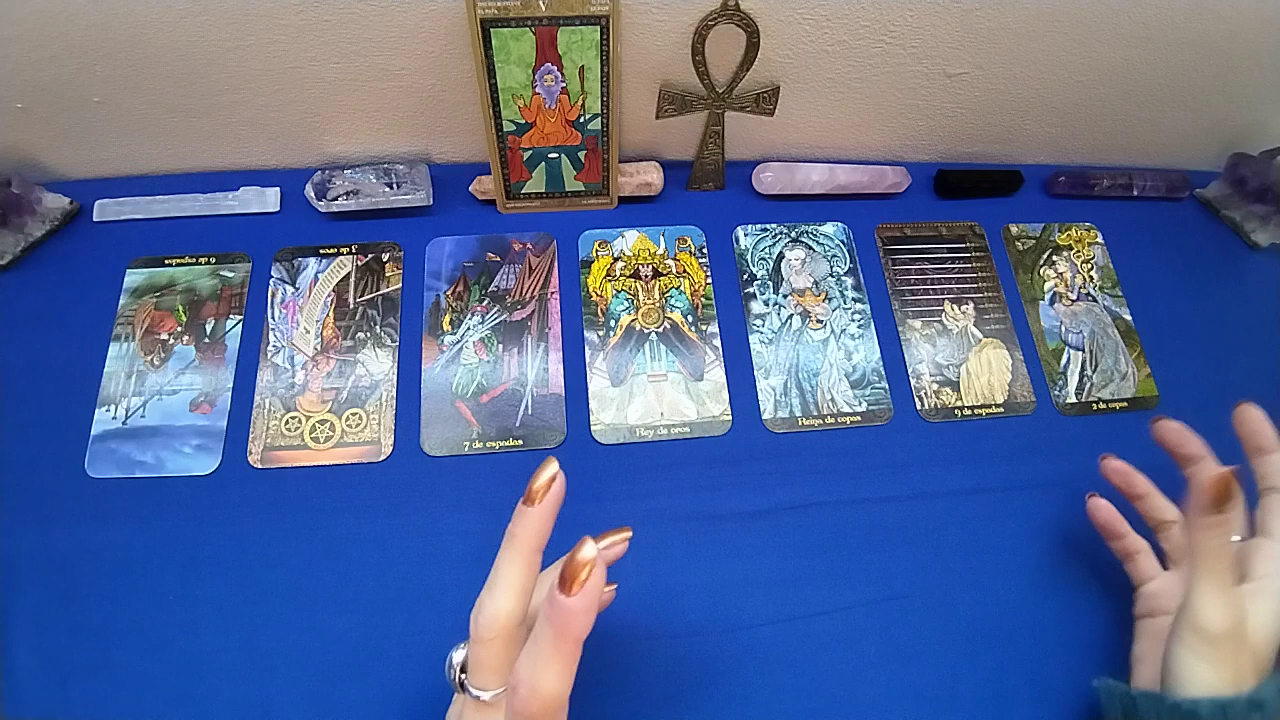 V
6 de espadas
3 de oros
7 de espadas
Rey de oros
Reina de copas
9 de espadas
2 de copas